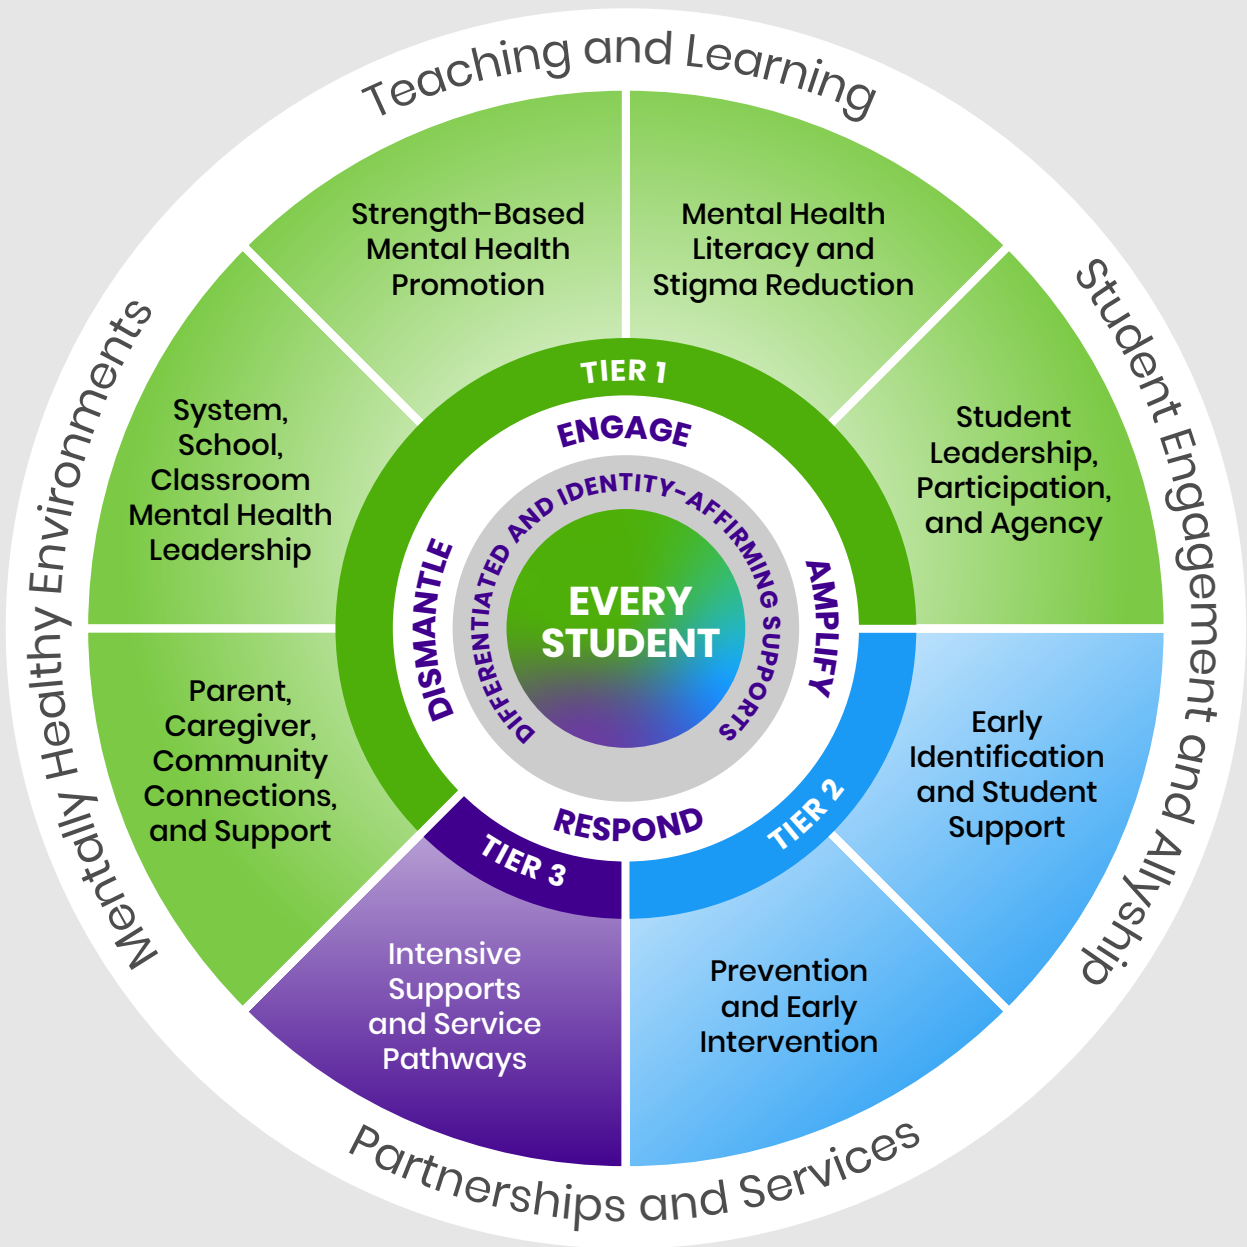 Teaching and Learning
Student Engagement and Allyship
Partnerships and Services
Mentally Healthy Environments
Strength-Based
Mental Health
Promotion
Mental Health
Literacy and
Stigma Reduction
Student
Leadership,
Participation,
and Agency
Early
Identification
and Student
Support
Prevention
and Early
Intervention
Intensive
Supports
and Service
Pathways
Parent,
Caregiver,
Community
Connections,
and Support
System,
School,
Classroom
Mental Health
Leadership
TIER 1
TIER 2
TIER 3
ENGAGE
AMPLIFY
RESPOND
DISMANTLE
DIFFERENTIATED AND IDENTITY-AFFIRMING SUPPORTS
EVERY
STUDENT